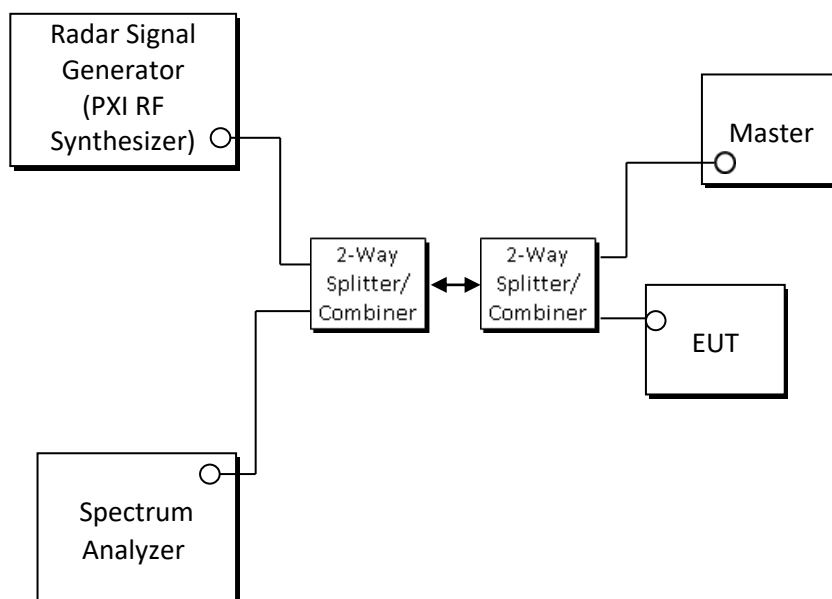 Radar Signal
Generator
(PXI RF
Synthesizer)
Master
2-Way
Splitter/
Combiner
2-Way
Splitter/
Combiner
EUT
Spectrum
Analyzer